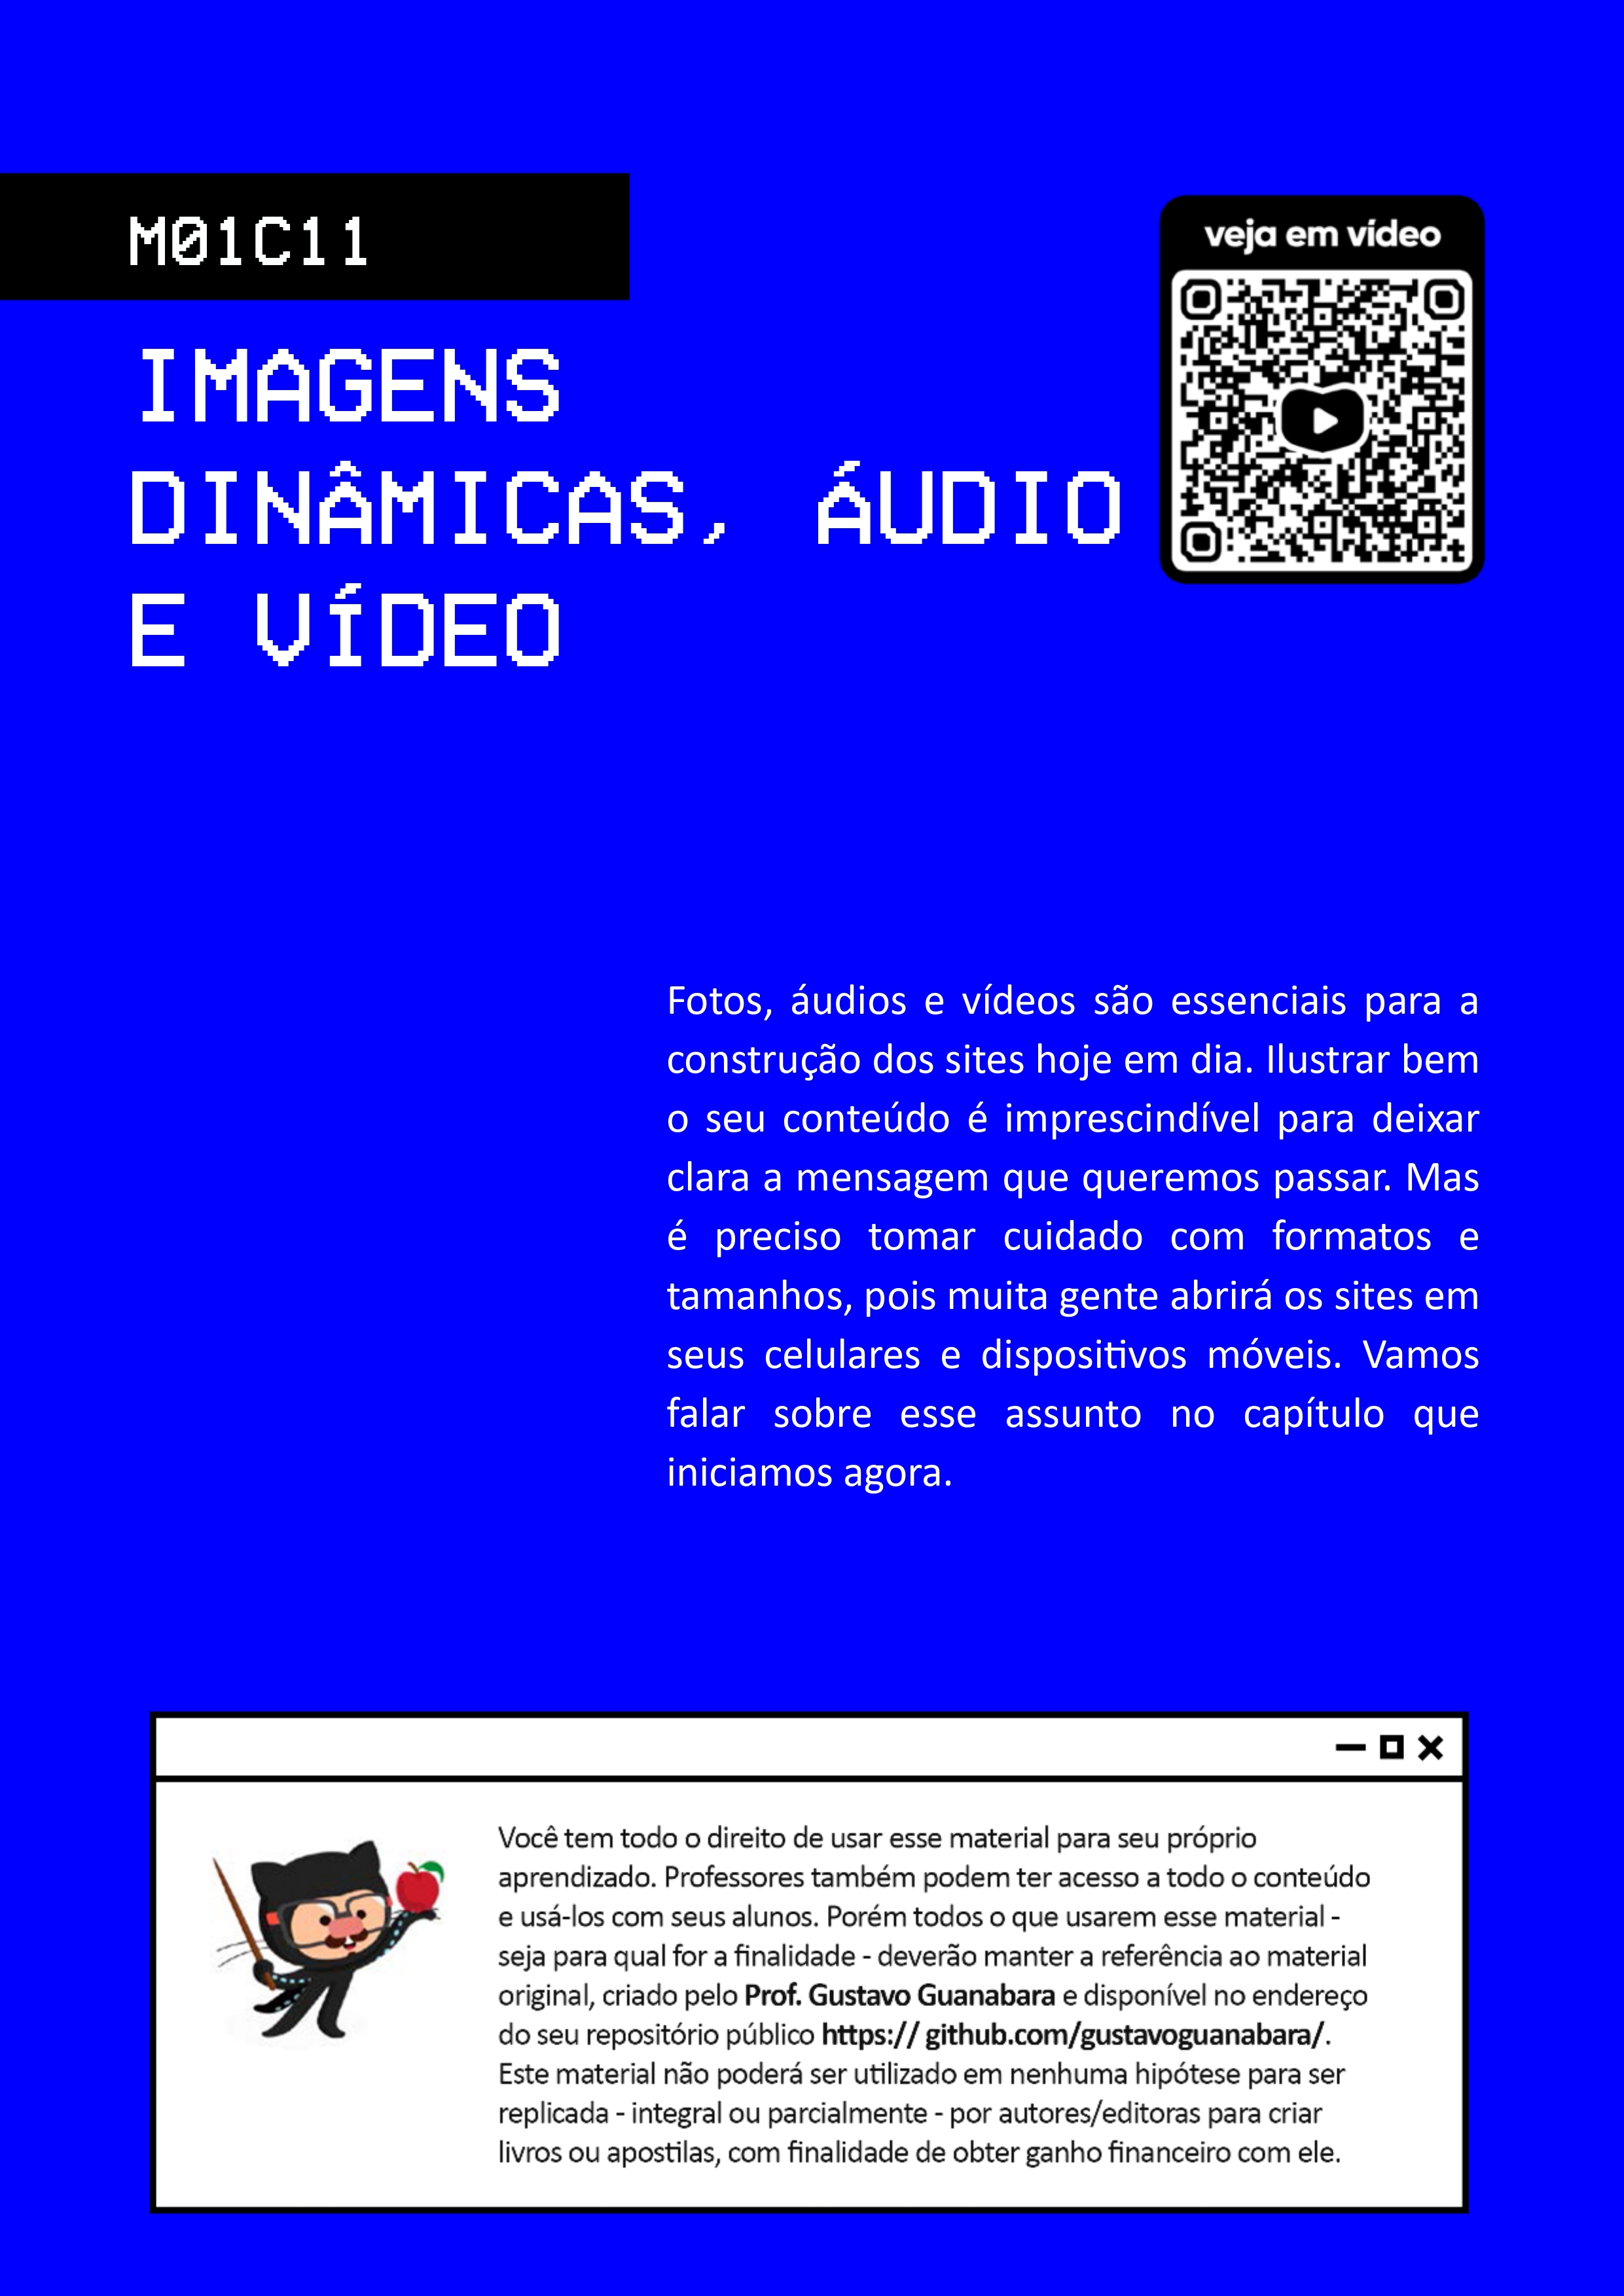 M01C11
veja em vídeo
IMAGENS
DINÂMICAS, ÁUDIO
E VÍDEO
Fotos, áudios e vídeos são essenciais para a
construção dos sites hoje em dia. Ilustrar bem
o seu conteúdo é imprescindível para deixar
clara a mensagem que queremos passar. Mas
é preciso tomar cuidado com formatos e
tamanhos, pois muita gente abrirá os sites em
seus celulares e dispositivos móveis. Vamos
falar sobre esse assunto no capítulo que
iniciamos agora.
Você tem todo o direito de usar esse material para seu próprio
aprendizado. Professores também podem ter acesso a todo o conteúdo
e usá-los com seus alunos. Porém todos o que usarem esse material -
seja para qual for a finalidade - deverão manter a referência ao material
original, criado pelo Prof. Gustavo Guanabara e disponível no endereço
do seu repositório público https:// github.com/gustavoguanabara/.
Este material não poderá ser utilizado em nenhuma hipótese para ser
replicada - integral ou parcialmente - por autores/editoras para criar
livros ou apostilas, com finalidade de obter ganho financeiro com ele.